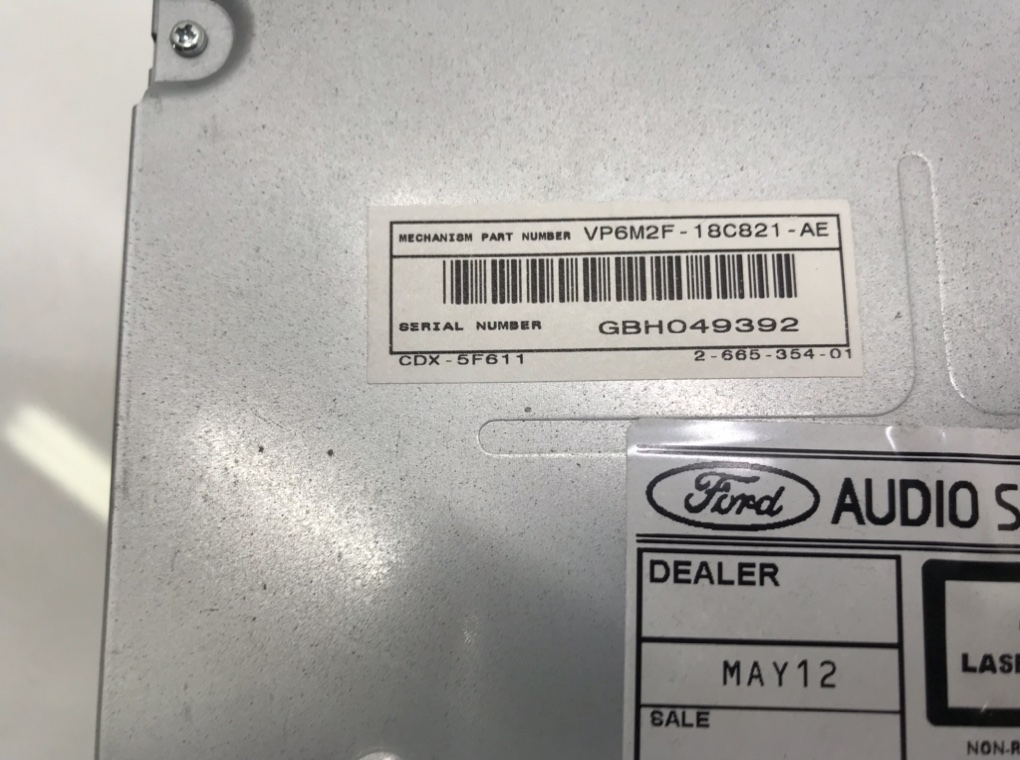 MECHANISM PART NUMBER VP6M2F-18C821-AE
SERIAL NUMBER GBH049392
CDX-5F611 2-665-354-01
Ford AUDIO S
DEALER
MAY12
SALE
LAS
NON-R